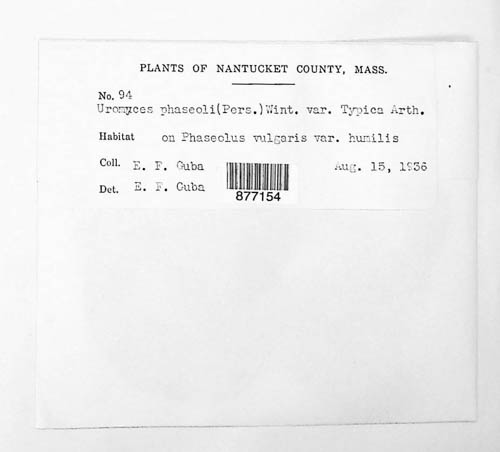 PLANTS OF NANTUCKET COUNTY, MASS.
No. 94
Uromyces phaseoli(Pers.)Wint. var. Typica Arth.
Habitat on Phaseolus vulgaris var. humilis
Coll. E. F. Guba Aug. 15, 1936
Det. E. F. Guba
877154